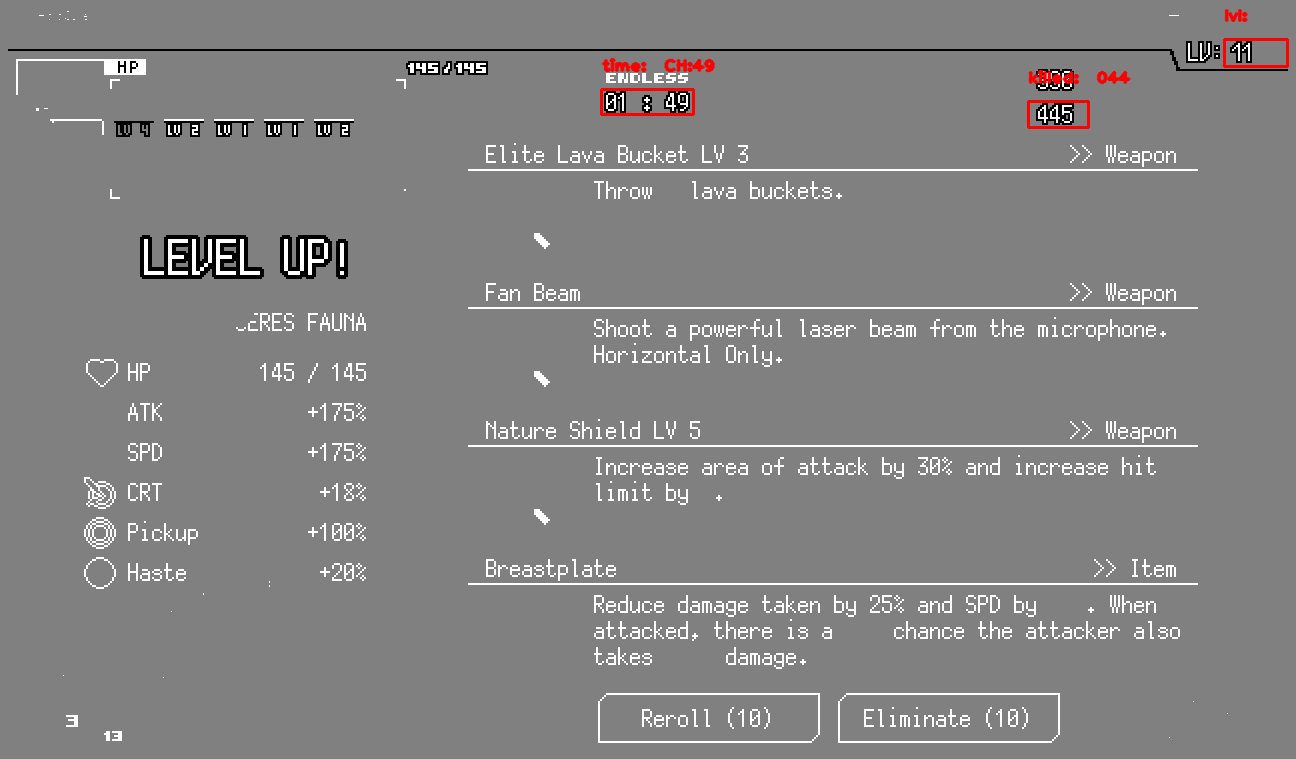 lvl:
LV: 11
HP
145/145
time: CH:49
ENDLESS
01 : 49
killed: 044
445
LV 4 LV 2 LV 1 LV 1 LV 2
Elite Lava Bucket LV 3 >> Weapon
Throw lava buckets.
LEVEL UP!
Fan Beam >> Weapon
Shoot a powerful laser beam from the microphone.
Horizontal Only.
ERES FAUNA
HP 145 / 145
ATK +175%
SPD +175%
CRT +18%
Pickup +100%
Haste +20%
Nature Shield LV 5 >> Weapon
Increase area of attack by 30% and increase hit
limit by .
Breastplate >> Item
Reduce damage taken by 25% and SPD by . When
attacked, there is a chance the attacker also
takes damage.
Reroll (10) Eliminate (10)
3
13